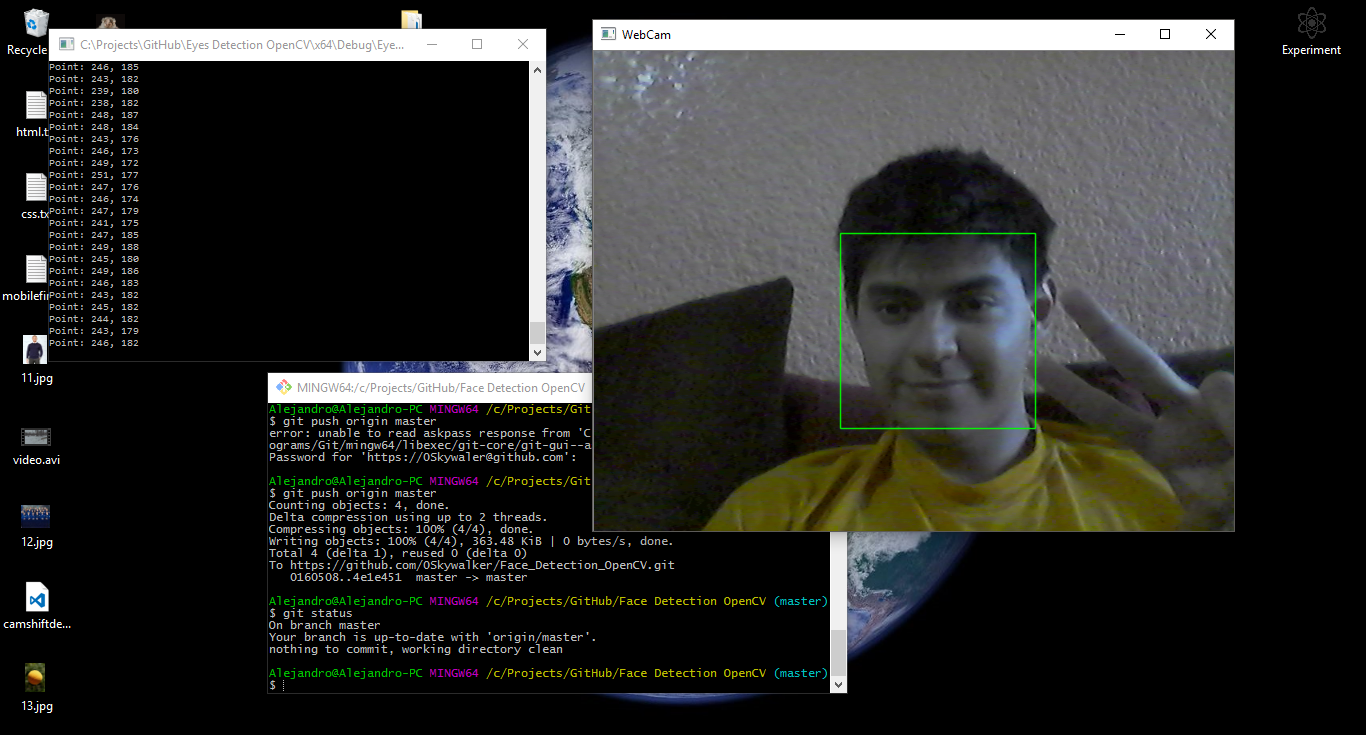 Recycle
html.t
css.tx
mobilefir
11.jpg
video.avi
12.jpg
camshiftde...
13.jpg
Experiment
C:\Projects\GitHub\Eyes Detection OpenCV\x64\Debug\Eye...
Point: 246, 185
Point: 243, 182
Point: 239, 180
Point: 238, 182
Point: 248, 187
Point: 248, 184
Point: 243, 176
Point: 246, 173
Point: 249, 172
Point: 251, 177
Point: 247, 176
Point: 246, 174
Point: 247, 179
Point: 241, 175
Point: 247, 185
Point: 249, 188
Point: 245, 180
Point: 249, 186
Point: 246, 183
Point: 243, 182
Point: 245, 182
Point: 244, 182
Point: 243, 179
Point: 246, 182
WebCam
MINGW64:/c/Projects/GitHub/Face Detection OpenCV
Alejandro@Alejandro-PC MINGW64 /c/Projects/Git
$ git push origin master
error: unable to read askpass response from 'C
ograms/Git/mingw64/libexec/git-core/git-gui--a
Password for 'https://OSkywaler@github.com':
Alejandro@Alejandro-PC MINGW64 /c/Projects/Git
$ git push origin master
Counting objects: 4, done.
Delta compression using up to 2 threads.
Compressing objects: 100% (4/4), done.
Writing objects: 100% (4/4), 363.48 KiB | 0 bytes/s, done.
Total 4 (delta 1), reused 0 (delta 0)
To https://github.com/OSkywalker/Face_Detection_OpenCV.git
0160508..4e1e451  master -> master
Alejandro@Alejandro-PC MINGW64 /c/Projects/GitHub/Face Detection OpenCV (master)
$ git status
On branch master
Your branch is up-to-date with 'origin/master'.
nothing to commit, working directory clean
Alejandro@Alejandro-PC MINGW64 /c/Projects/GitHub/Face Detection OpenCV (master)
$